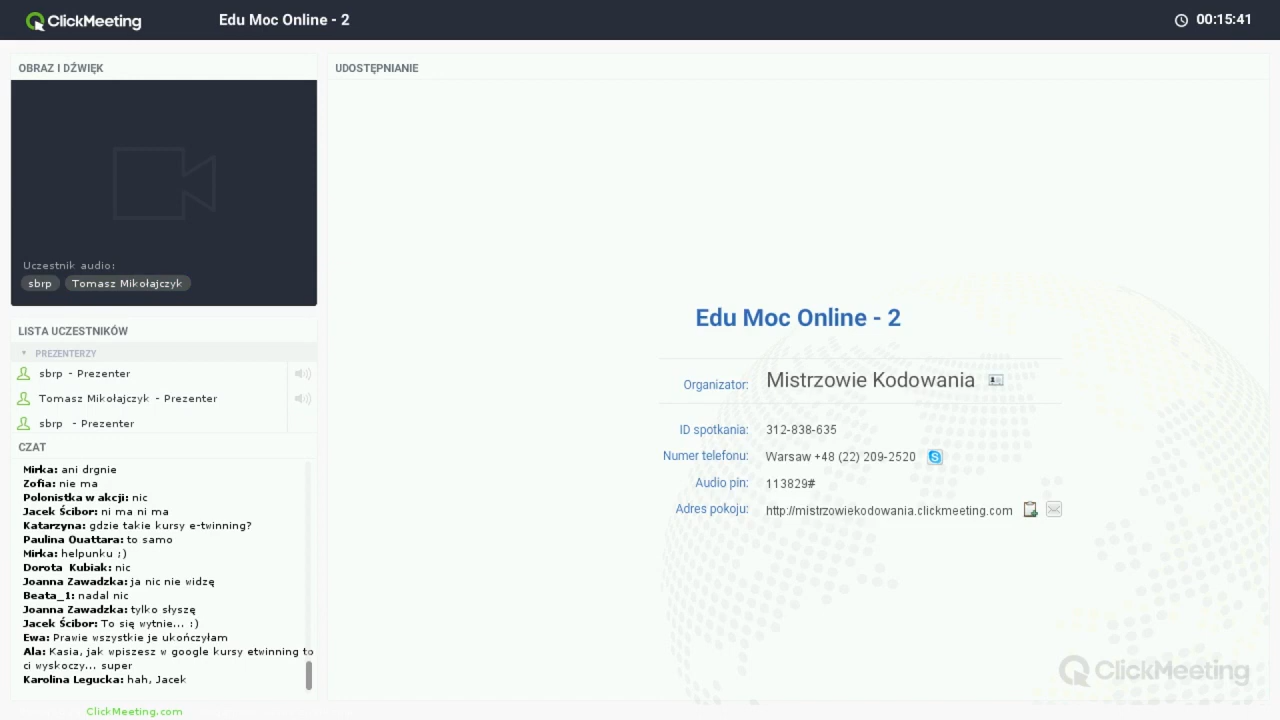 ClickMeeting
Edu Moc Online - 2
00:15:41
OBRAZ I DŹWIĘK
Uczestnik audio:
sbrp
Tomasz Mikołajczyk
LISTA UCZESTNIKÓW
PREZENTERZY
sbrp - Prezenter
Tomasz Mikołajczyk - Prezenter
sbrp - Prezenter
CZAT
Mirka: ani drgnie
Zofia: nie ma
Polonistka w akcji: nic
Jacek Ścibor: ni ma ni ma
Katarzyna: gdzie takie kursy e-twinning?
Paulina Ouattara: to samo
Mirka: helpunku ;)
Dorota Kubiak: nic
Joanna Zawadzka: ja nic nie widzę
Beata_1: nadal nic
Joanna Zawadzka: tylko słyszę
Jacek Ścibor: To się wytnie... :)
Ewa: Prawie wszystkie je ukończyłam
Ala: Kasia, jak wpiszesz w google kursy etwinning to
ci wyskoczy... super
Karolina Legucka: hah, Jacek
ClickMeeting.com
UDOSTĘPNIANIE
Edu Moc Online - 2
Organizator: Mistrzowie Kodowania
ID spotkania: 312-838-635
Numer telefonu: Warsaw +48 (22) 209-2520
Audio pin: 113829#
Adres pokoju: http://mistrzowiekodowania.clickmeeting.com
ClickMeeting